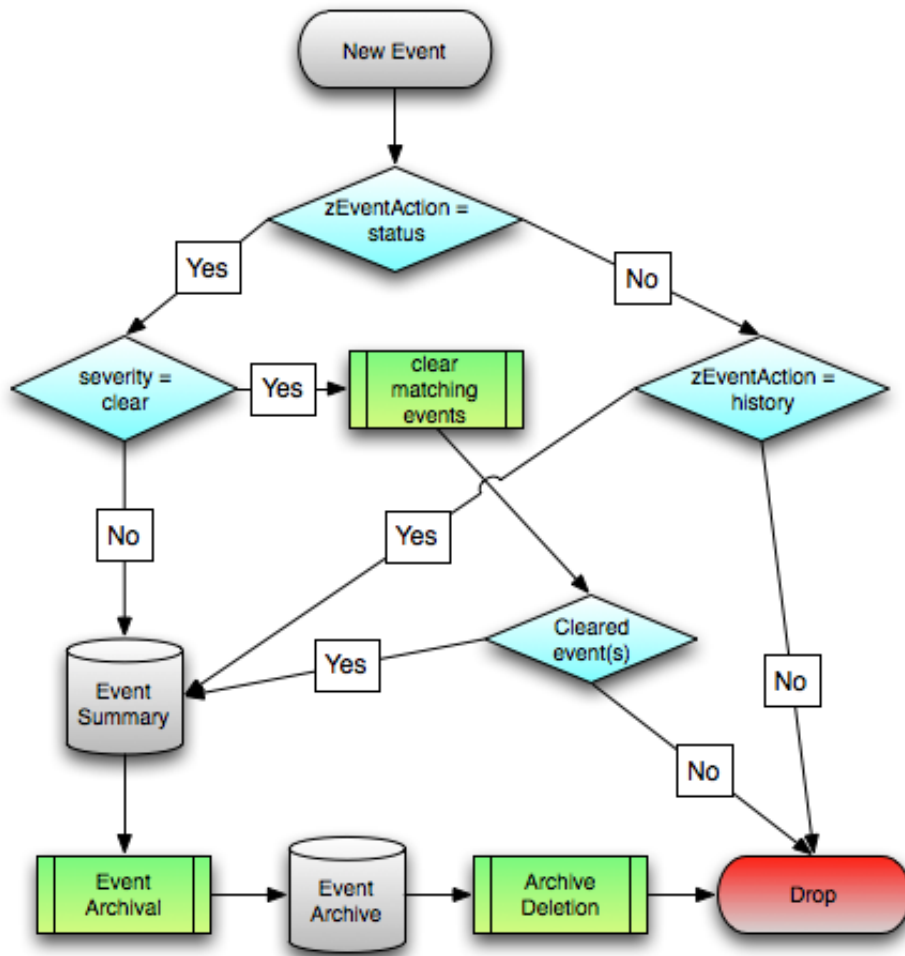 New Event
zEventAction =
status
Yes
No
severity =
clear
Yes
clear
matching
events
zEventAction =
history
No
Yes
Cleared
event(s)
Yes
No
Event
Summary
No
Event
Archival
Event
Archive
Archive
Deletion
Drop